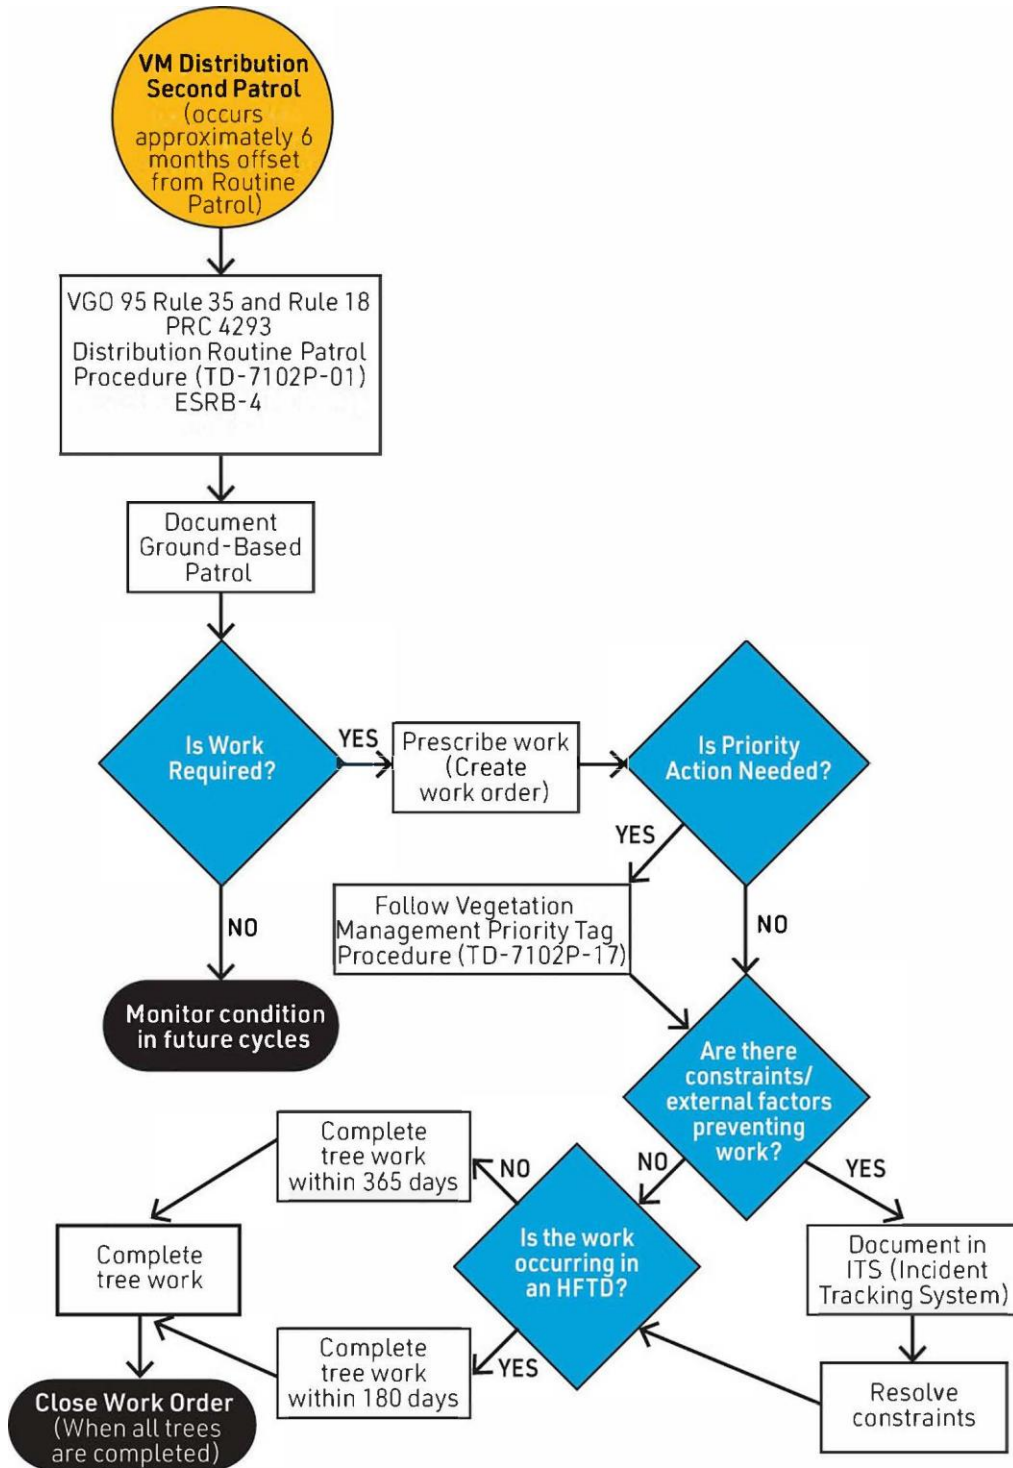 VM Distribution
Second Patrol
(occurs
approximately 6
months offset
from Routine
Patrol)
VGO 95 Rule 35 and Rule 18
PRC 4293
Distribution Routine Patrol
Procedure (TD-7102P-01)
ESRB-4
Document
Ground-Based
Patrol
Is Work
Required?
YES
Prescribe work
(Create
work order)
Is Priority
Action Needed?
YES
Follow Vegetation
Management Priority Tag
Procedure (TD-7102P-17)
NO
NO
Monitor condition
in future cycles
Are there
constraints/
external factors
preventing
work?
NO
YES
Document in
ITS (Incident
Tracking System)
Resolve
constraints
Is the work
occurring in
an HFTD?
NO
Complete
tree work
within 365 days
YES
Complete
tree work
within 180 days
Complete
tree work
Close Work Order
(When all trees
are completed)